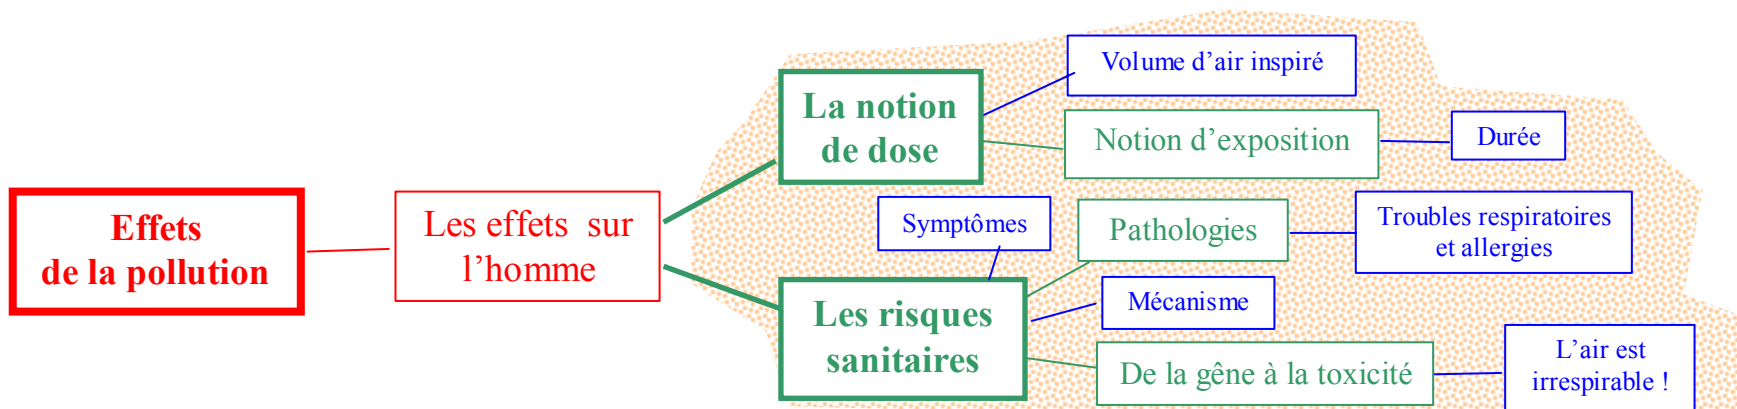 Effets
de la pollution
Les effets sur
l’homme
La notion
de dose
Volume d’air inspiré
Notion d’exposition
Durée
Les risques
sanitaires
Symptômes
Pathologies
Troubles respiratoires
et allergies
Mécanisme
De la gêne à la toxicité
L’air est
irrespirable !